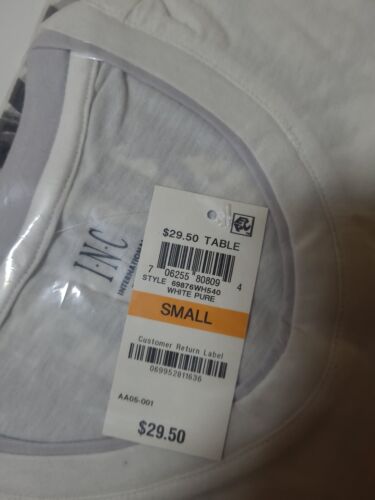 $29.50 TABLE
7 06255 80809 4
STYLE 69876WH540
WHITE PURE
SMALL
Customer Return Label
069952811636
AA05-001
$29.50
I·N·C
INTERNATIONAL